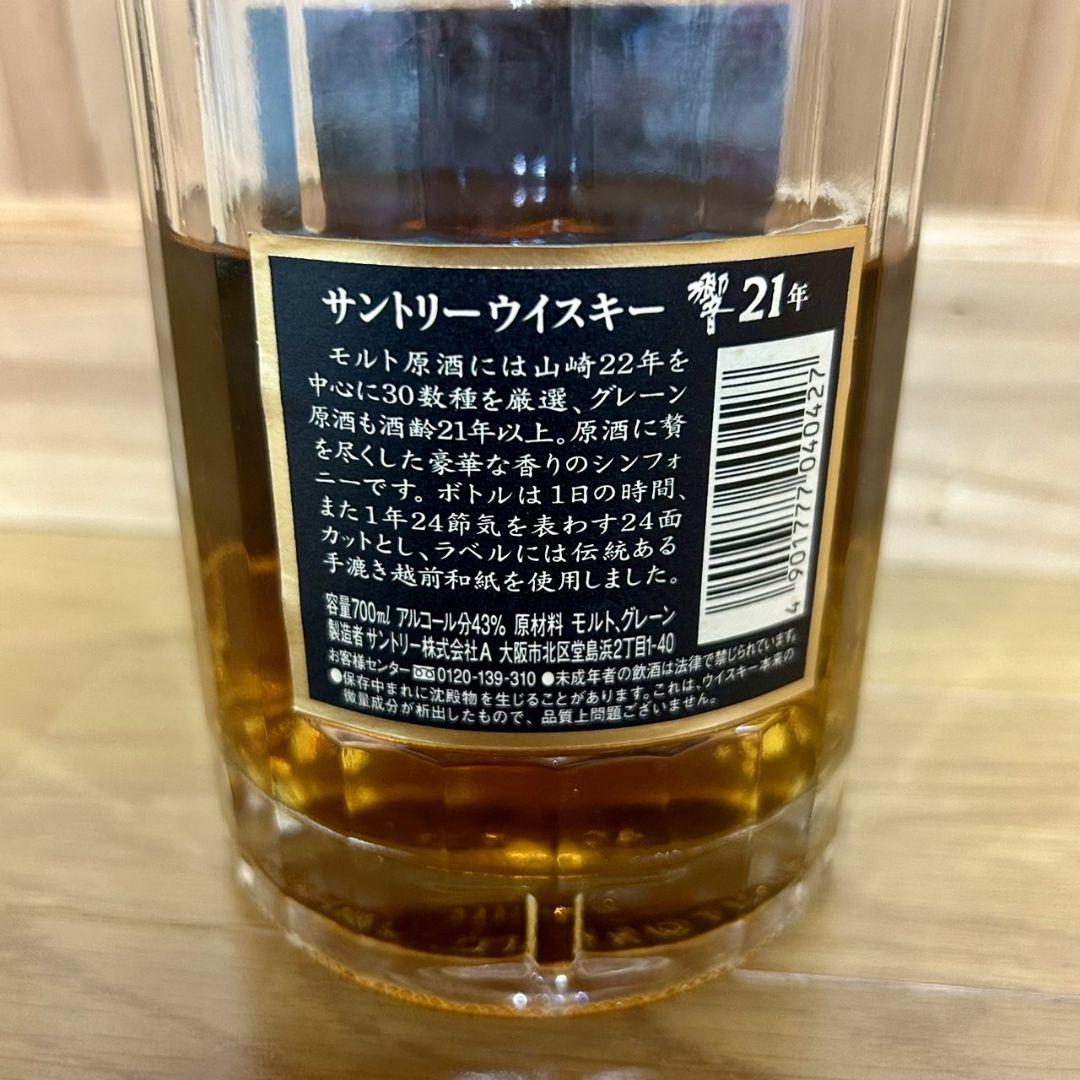 サントリーウイスキー 響 21年
モルト原酒には山崎22年を
中心に30数種を厳選、グレーン
原酒も酒齢21年以上。原酒に贅
を尽くした豪華な香りのシンフォ
ニーです。ボトルは1日の時間、
また1年24節気を表わす24面
カットとし、ラベルには伝統ある
手漉き越前和紙を使用しました。
容量700ml アルコール分43% 原材料 モルト、グレーン
製造者 サントリー株式会社A 大阪市北区堂島浜2丁目1-40
お客様センター 0120-139-310 ●未成年者の飲酒は法律で禁じられています。
●保存中まれに沈殿物を生じることがあります。これは、ウイスキー本来の
微量成分が析出したもので、品質上問題ございません。
4 901777 040427